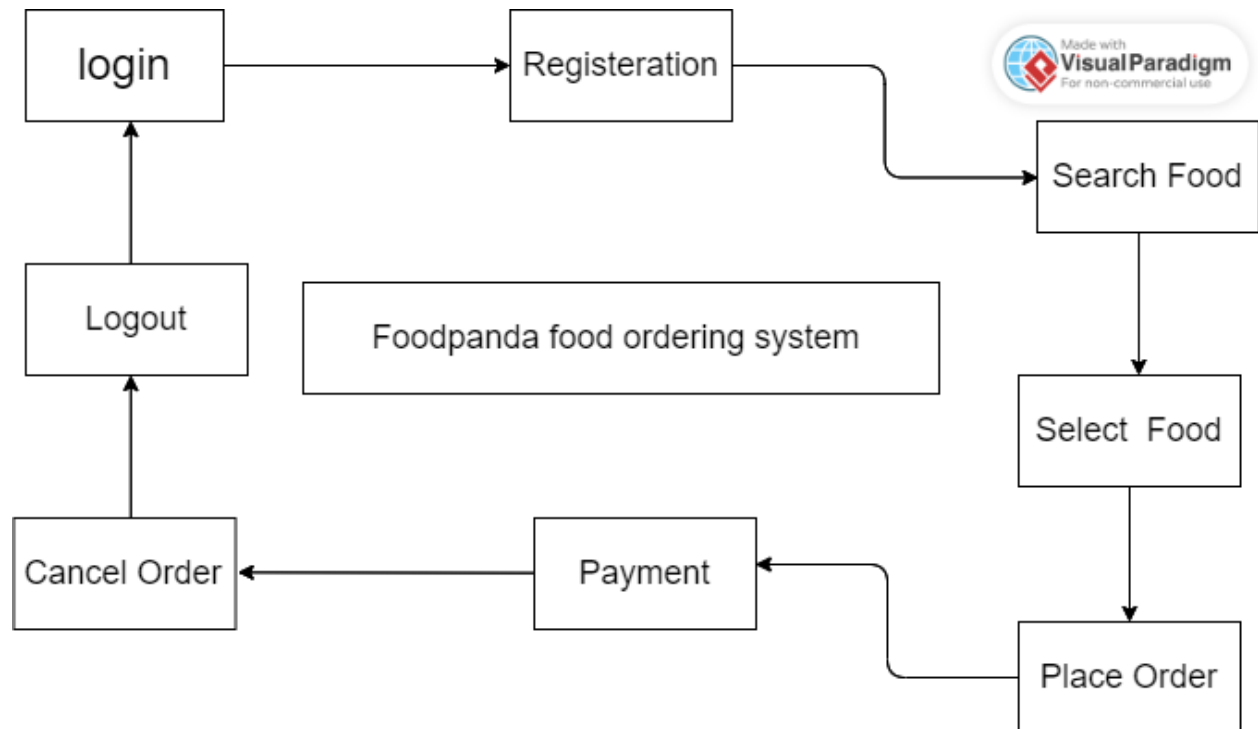 login
Registeration
Made with
Visual Paradigm
For non-commercial use
Search Food
Logout
Foodpanda food ordering system
Select  Food
Cancel Order
Payment
Place Order